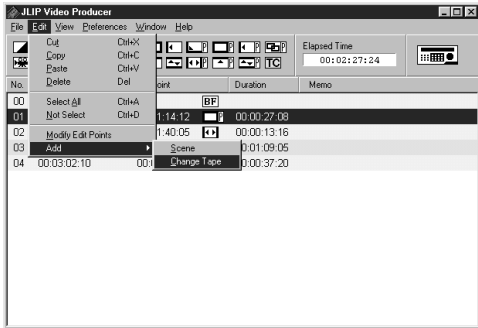 JLIP Video Producer
File Edit View Preferences Window Help
Elapsed Time
00:02:27:24
TC
Cut Ctrl+X
Copy Ctrl+C
Paste Ctrl+V
Delete Del
Select All Ctrl+A
Not Select Ctrl+D
Modify Edit Points
Add
Scene
Change Tape
No. oint Duration Memo
00 BF
01 1:14:12 00:00:27:08
02 1:40:05 00:00:13:16
03 0:01:09:05
04 00:03:02:10 00: 0:00:37:20